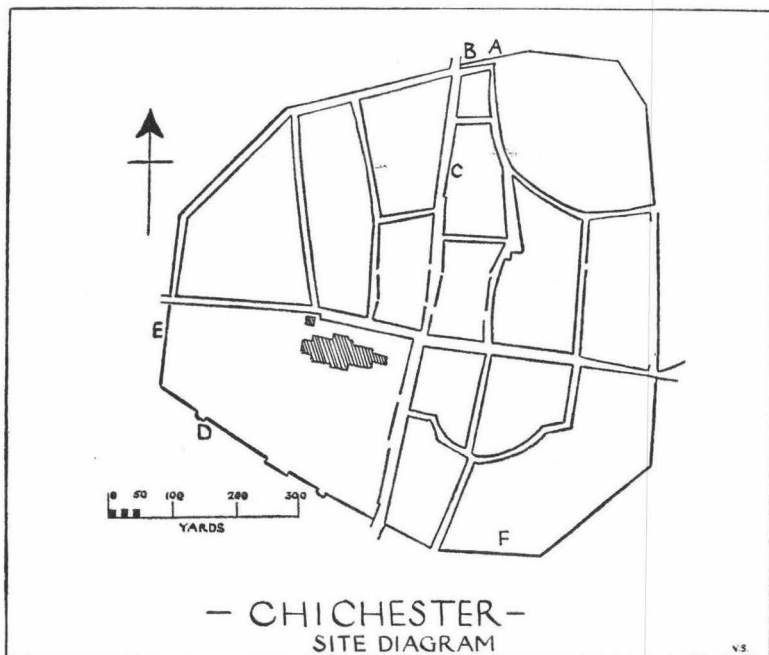 B A
C
E
D
0 50 100 200 300
YARDS
F
- CHICHESTER -
SITE DIAGRAM
V.S.